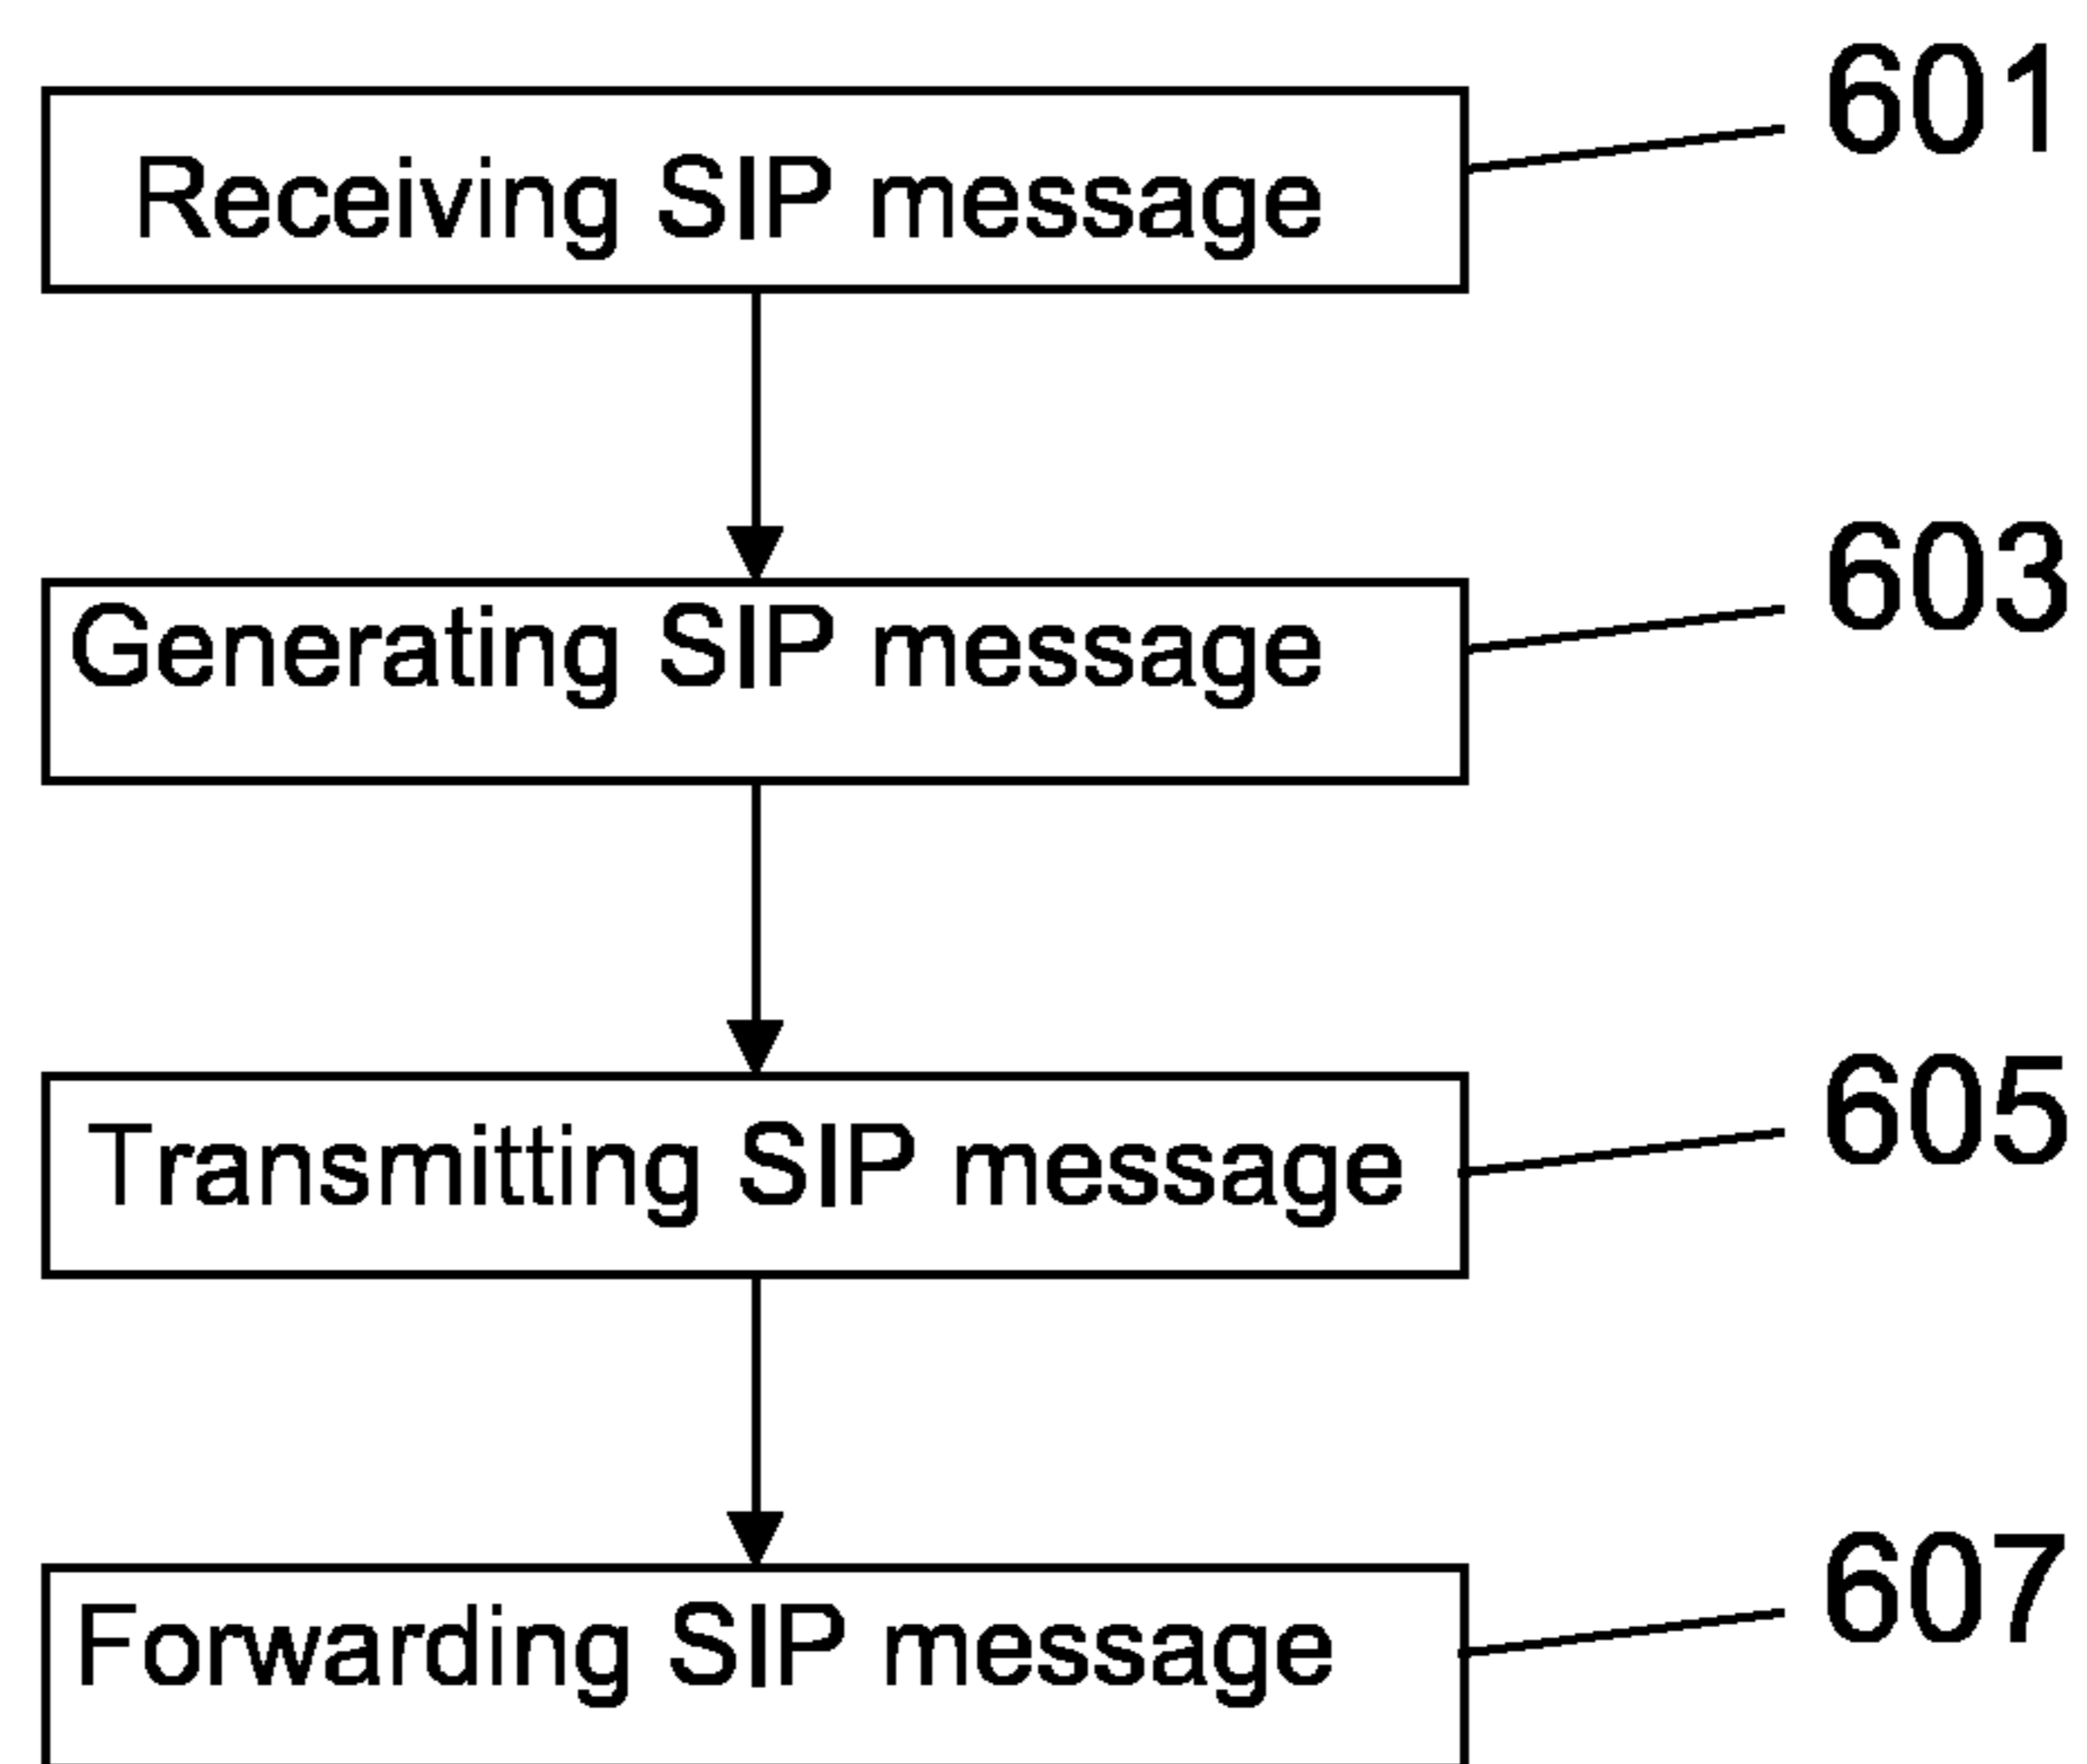 Receiving SIP message
601
Generating SIP message
603
Transmitting SIP message
605
Forwarding SIP message
607